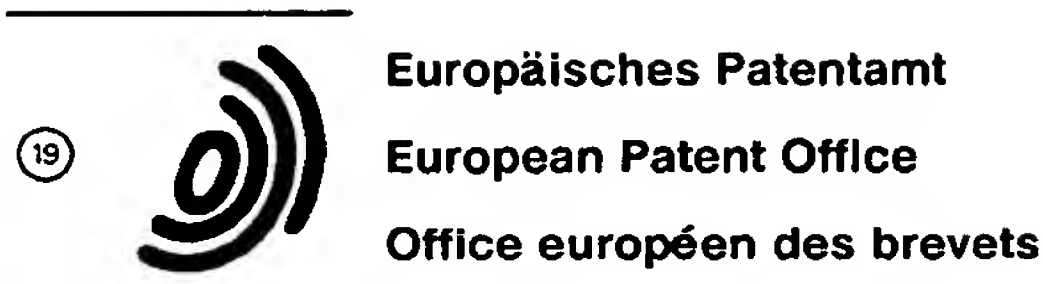 19
Europäisches Patentamt
European Patent Office
Office européen des brevets